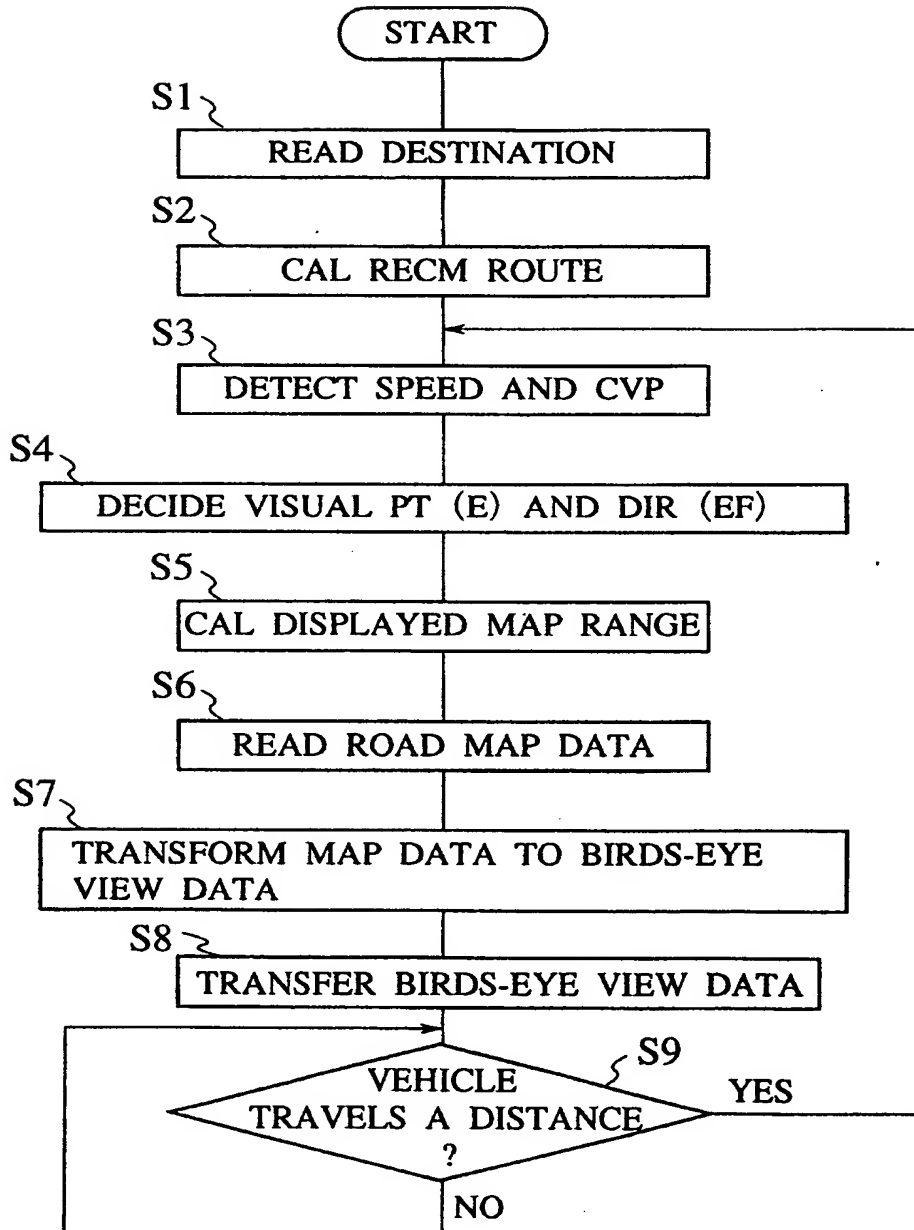 START
S1
READ DESTINATION
S2
CAL RECM ROUTE
S3
DETECT SPEED AND CVP
S4
DECIDE VISUAL PT (E) AND DIR (EF)
S5
CAL DISPLAYED MAP RANGE
S6
READ ROAD MAP DATA
S7
TRANSFORM MAP DATA TO BIRDS-EYE
VIEW DATA
S8
TRANSFER BIRDS-EYE VIEW DATA
S9
VEHICLE
TRAVELS A DISTANCE
?
YES
NO